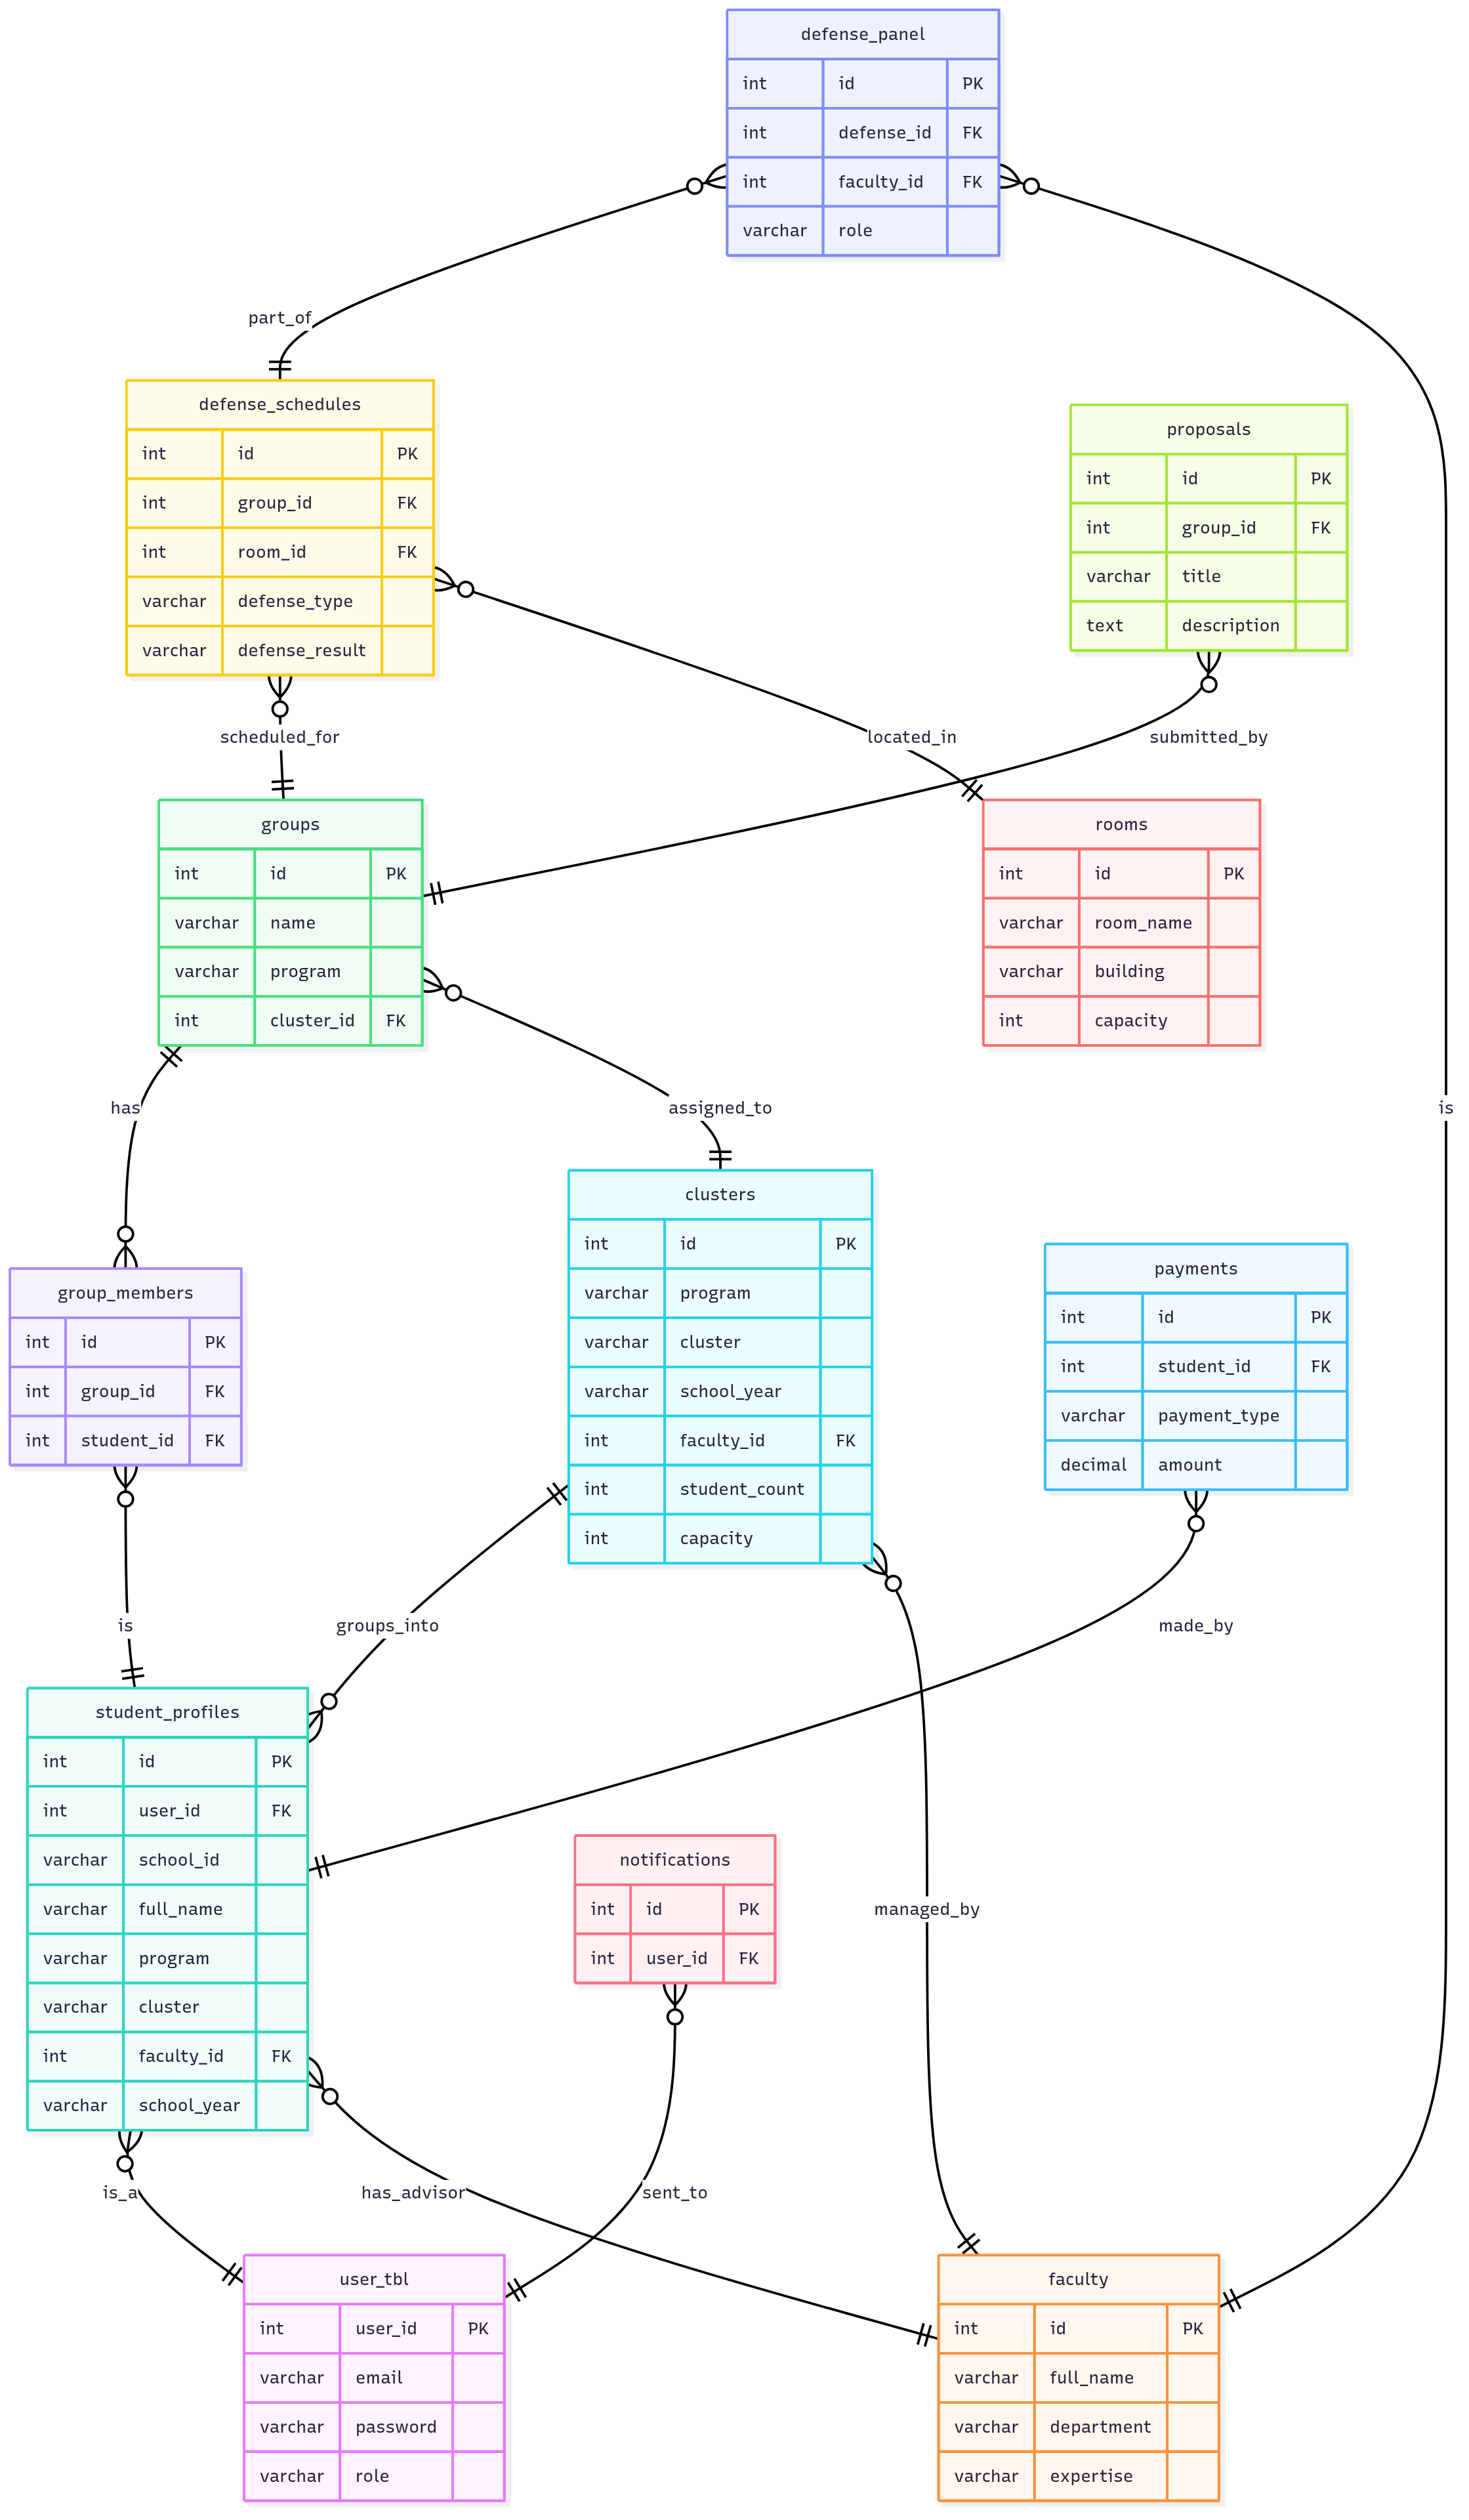 defense_panel
int id PK
int defense_id FK
int faculty_id FK
varchar role
part_of
defense_schedules
int id PK
int group_id FK
int room_id FK
varchar defense_type
varchar defense_result
proposals
int id PK
int group_id FK
varchar title
text description
scheduled_for
located_in
submitted_by
groups
int id PK
varchar name
varchar program
int cluster_id FK
rooms
int id PK
varchar room_name
varchar building
int capacity
has
assigned_to
is
clusters
int id PK
varchar program
varchar cluster
varchar school_year
int faculty_id FK
int student_count
int capacity
group_members
int id PK
int group_id FK
int student_id FK
payments
int id PK
int student_id FK
varchar payment_type
decimal amount
is
groups_into
made_by
student_profiles
int id PK
int user_id FK
varchar school_id
varchar full_name
varchar program
varchar cluster
int faculty_id FK
varchar school_year
notifications
int id PK
int user_id FK
managed_by
is_a
has_advisor
sent_to
user_tbl
int user_id PK
varchar email
varchar password
varchar role
faculty
int id PK
varchar full_name
varchar department
varchar expertise